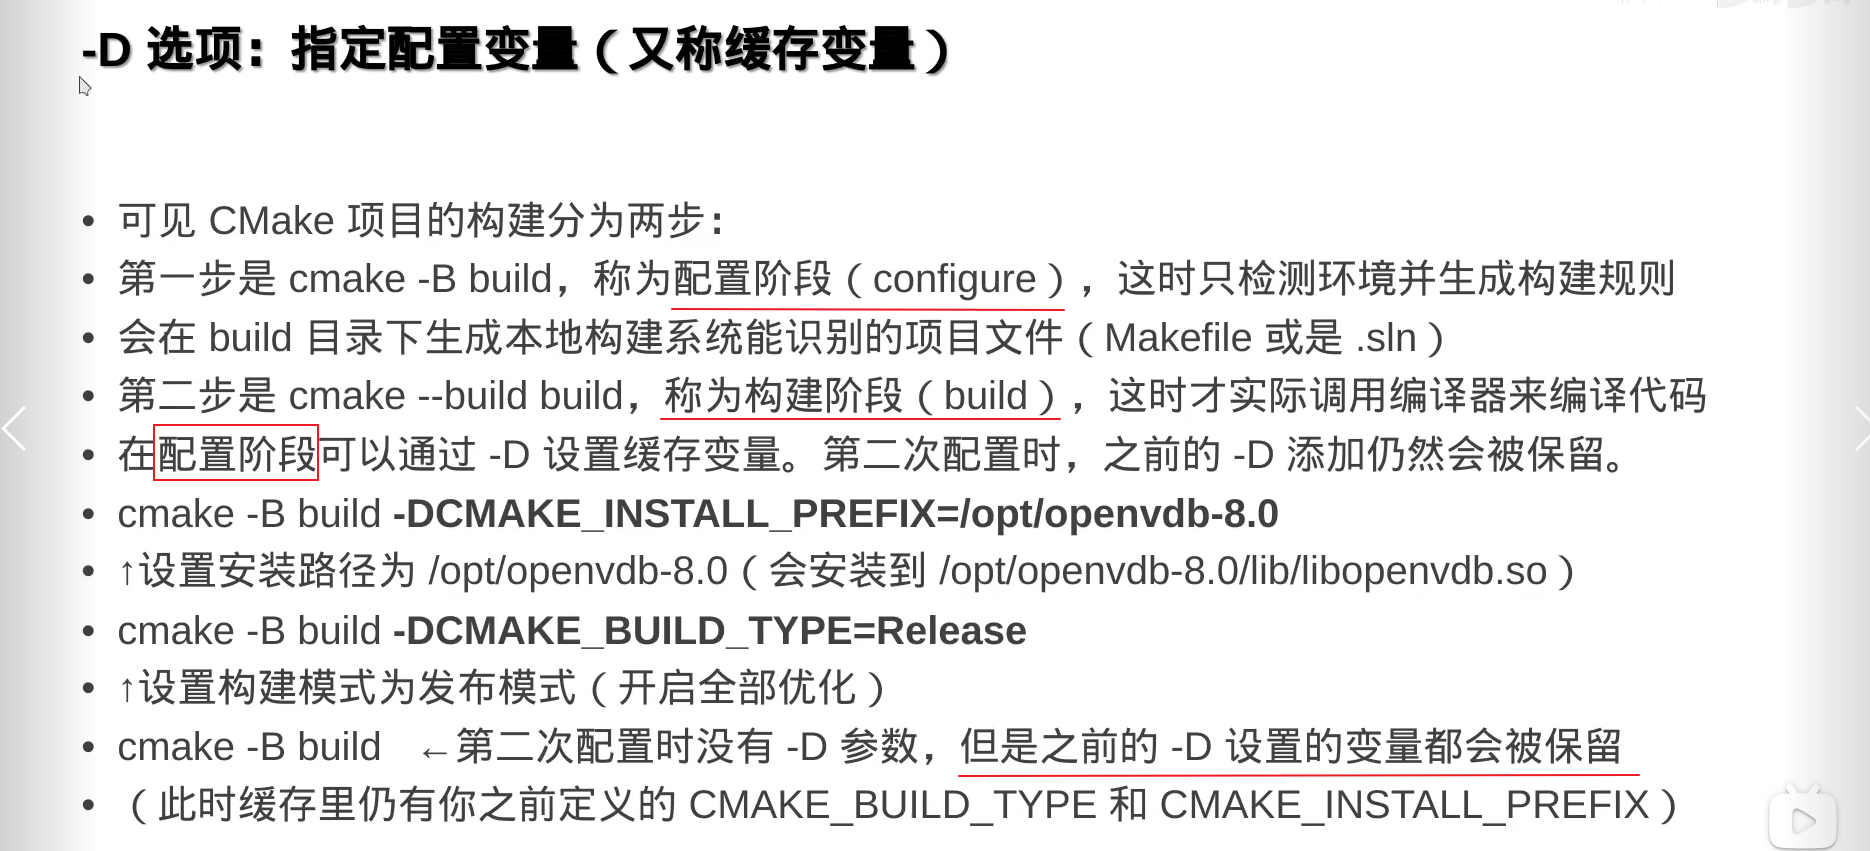 -D 选项：指定配置变量（又称缓存变量）
• 可见 CMake 项目的构建分为两步：
• 第一步是 cmake -B build，称为配置阶段（configure），这时只检测环境并生成构建规则
• 会在 build 目录下生成本地构建系统能识别的项目文件（Makefile 或是 .sln）
• 第二步是 cmake --build build，称为构建阶段（build），这时才实际调用编译器来编译代码
• 在配置阶段可以通过 -D 设置缓存变量。第二次配置时，之前的 -D 添加仍然会被保留。
• cmake -B build -DCMAKE_INSTALL_PREFIX=/opt/openvdb-8.0
• ↑设置安装路径为 /opt/openvdb-8.0（会安装到 /opt/openvdb-8.0/lib/libopenvdb.so）
• cmake -B build -DCMAKE_BUILD_TYPE=Release
• ↑设置构建模式为发布模式（开启全部优化）
• cmake -B build ←第二次配置时没有 -D 参数，但是之前的 -D 设置的变量都会被保留
• （此时缓存里仍有你之前定义的 CMAKE_BUILD_TYPE 和 CMAKE_INSTALL_PREFIX）